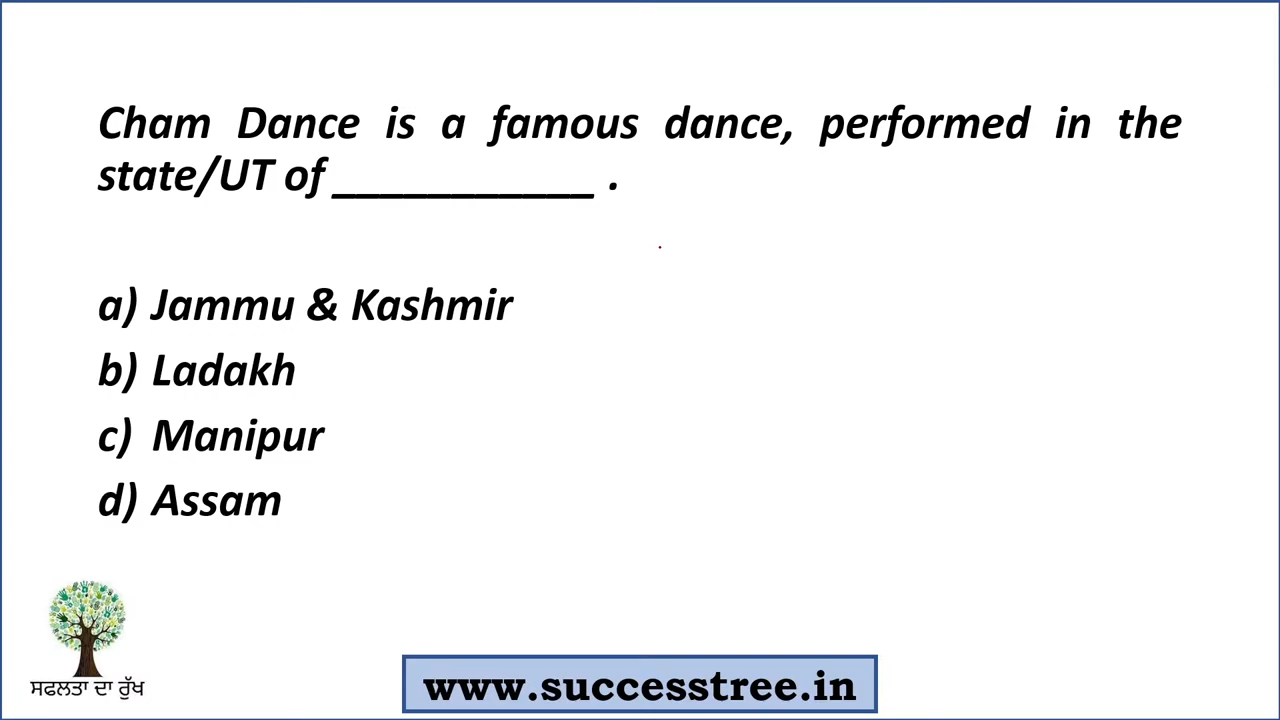 Cham Dance is a famous dance, performed in the
state/UT of ___________ .
a) Jammu & Kashmir
b) Ladakh
c) Manipur
d) Assam
ਸਫਲਤਾ ਦਾ ਰੁੱਖ
www.successtree.in